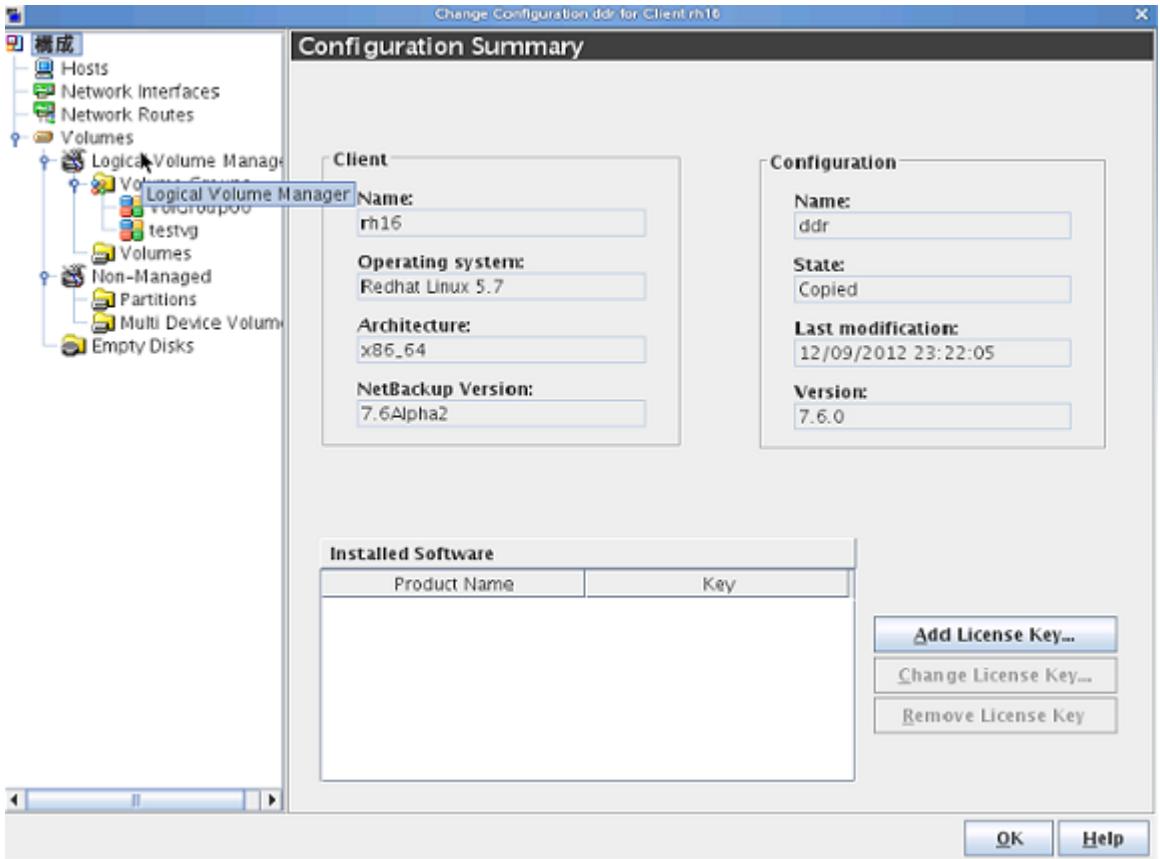 Change Configuration ddr for Client rh16
構成
Hosts
Network Interfaces
Network Routes
Volumes
Logical Volume Manage
Logical Volume Manager
testvg
Volumes
Non-Managed
Partitions
Multi Device Volum
Empty Disks
Configuration Summary
Client
Name:
rh16
Operating system:
Redhat Linux 5.7
Architecture:
x86_64
NetBackup Version:
7.6Alpha2
Configuration
Name:
ddr
State:
Copied
Last modification:
12/09/2012 23:22:05
Version:
7.6.0
Installed Software
Product Name
Key
Add License Key...
Change License Key...
Remove License Key
OK
Help